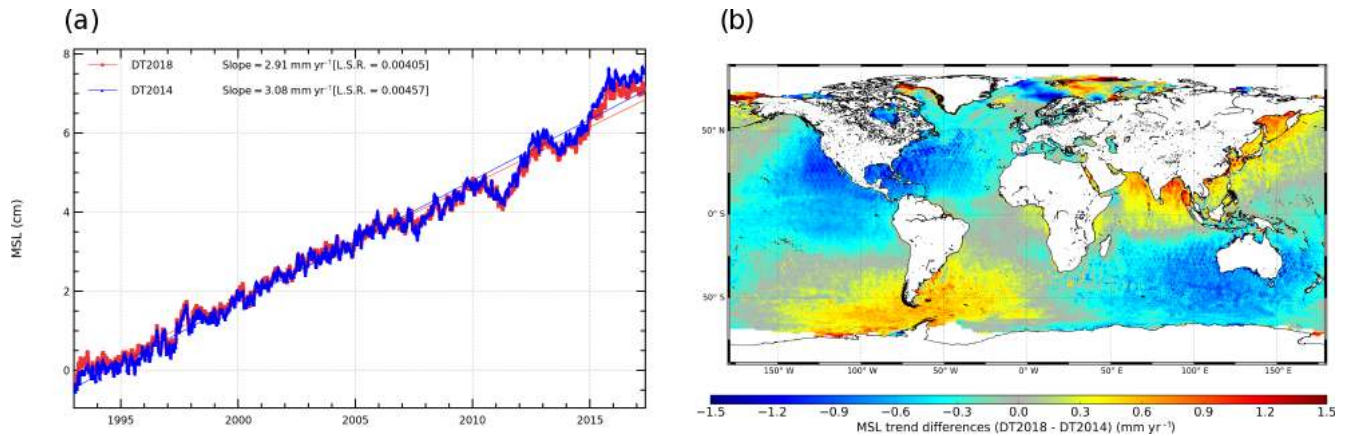 (a)
DT2018 Slope = 2.91 mm yr⁻¹[L.S.R. = 0.00405]
DT2014 Slope = 3.08 mm yr⁻¹[L.S.R. = 0.00457]
8
6
4
2
0
MSL (cm)
1995 2000 2005 2010 2015
(b)
50° N
0° S
50° S
150° W 100° W 50° W 0° W 50° E 100° E 150° E
−1.5 −1.2 −0.9 −0.6 −0.3 0.0 0.3 0.6 0.9 1.2 1.5
MSL trend differences (DT2018 - DT2014) (mm yr⁻¹)